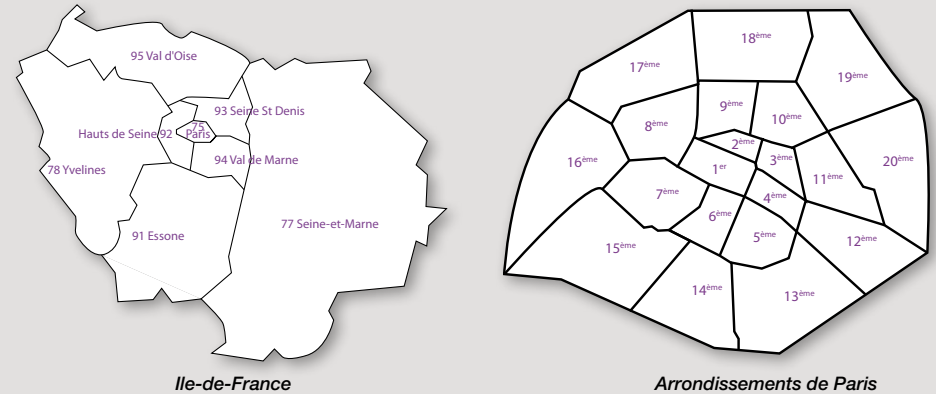 95 Val d'Oise
93 Seine St Denis
Hauts de Seine 92
75
Paris
94 Val de Marne
78 Yvelines
91 Essone
77 Seine-et-Marne
Ile-de-France
18ème
17ème
19ème
9ème
10ème
8ème
2ème
3ème
16ème
1er
20ème
11ème
7ème
4ème
6ème
5ème
12ème
15ème
14ème
13ème
Arrondissements de Paris